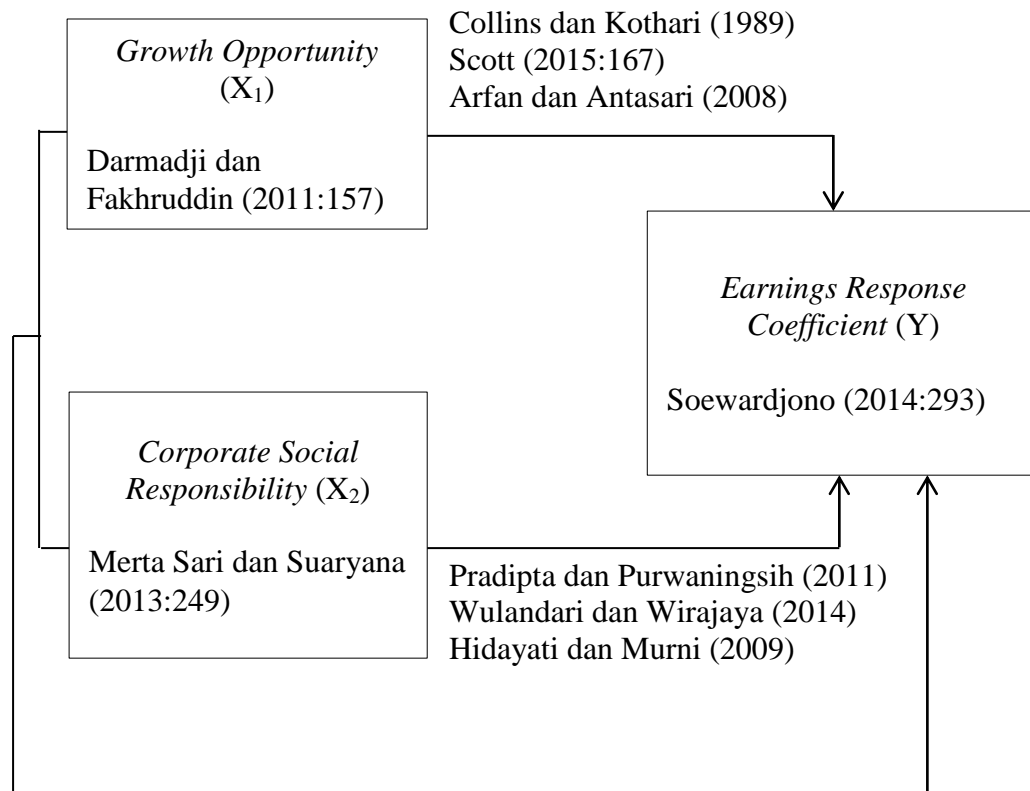 Growth Opportunity
(X₁)
Darmadji dan
Fakhruddin (2011:157)
Collins dan Kothari (1989)
Scott (2015:167)
Arfan dan Antasari (2008)
Earnings Response
Coefficient (Y)
Soewardjono (2014:293)
Corporate Social
Responsibility (X₂)
Merta Sari dan Suaryana
(2013:249)
Pradipta dan Purwaningsih (2011)
Wulandari dan Wirajaya (2014)
Hidayati dan Murni (2009)